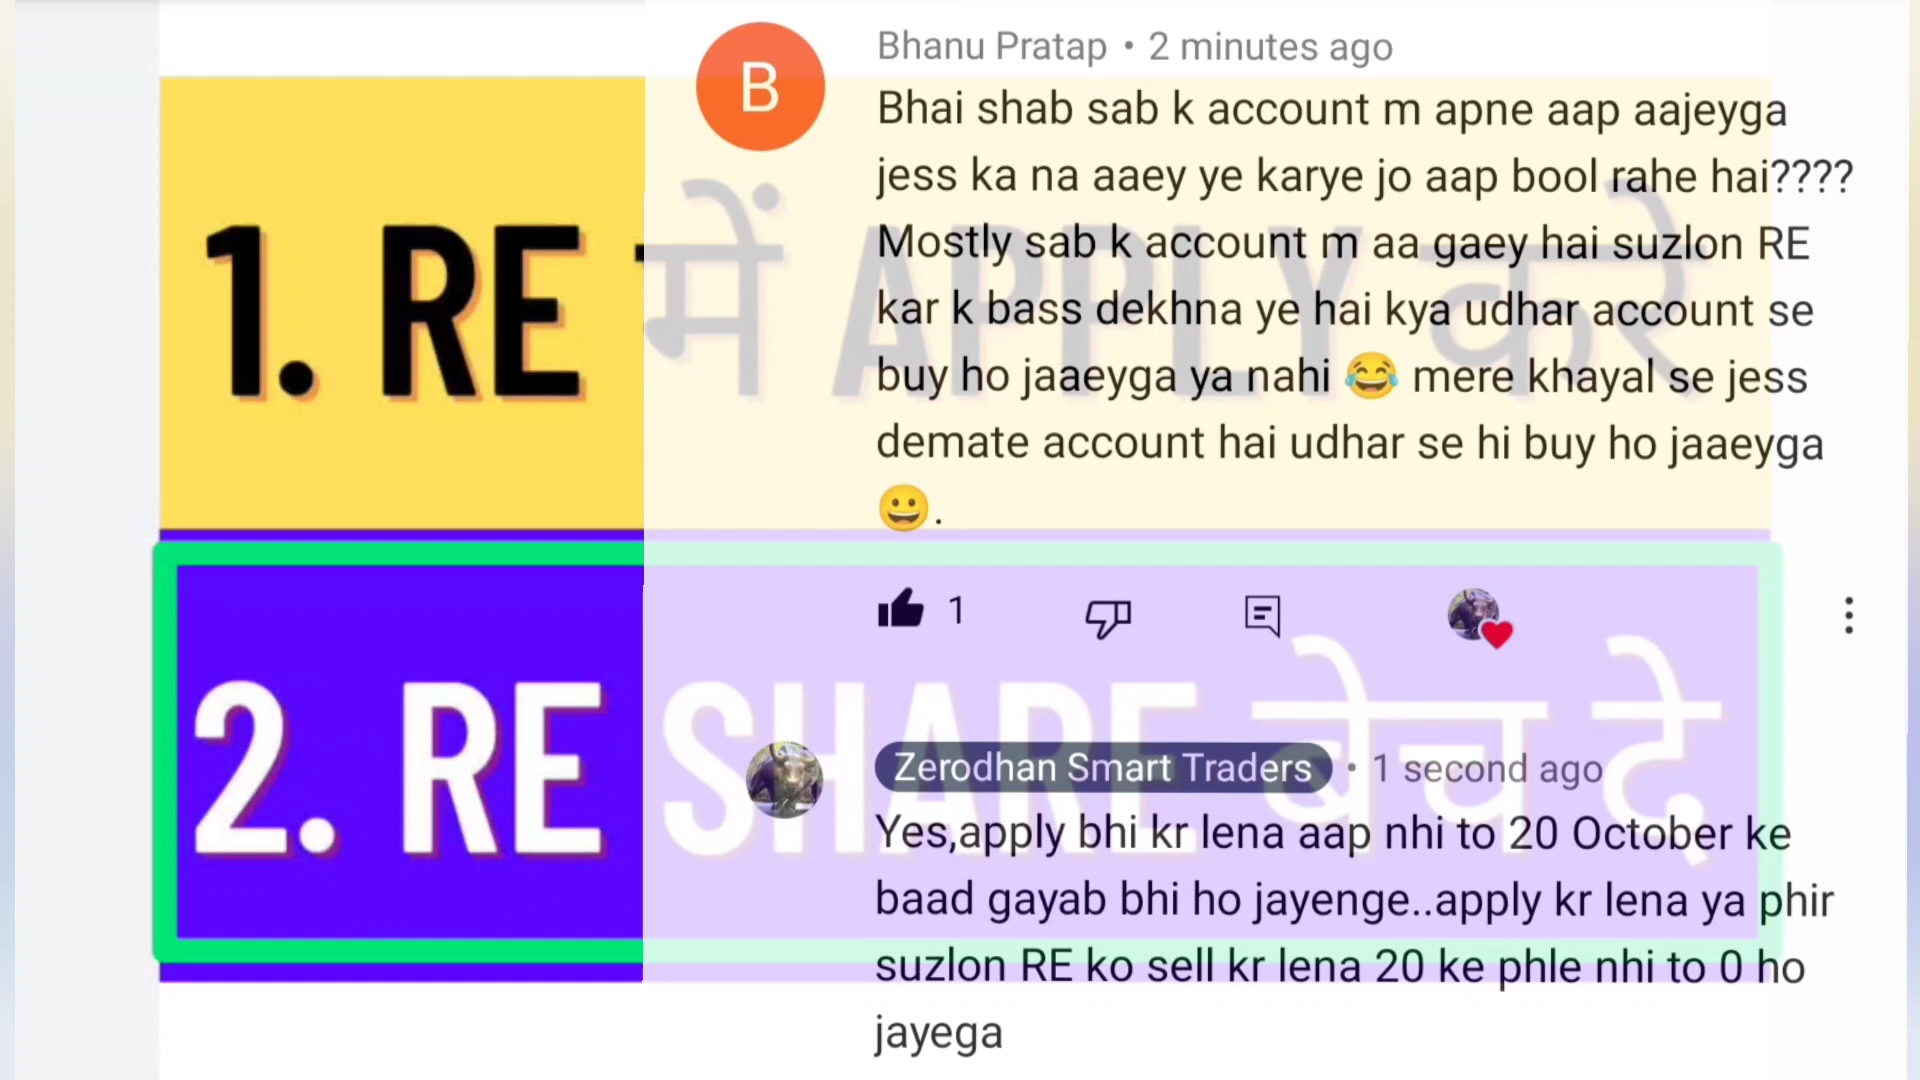 Bhanu Pratap • 2 minutes ago
B
Bhai shab sab k account m apne aap aajeyga
jess ka na aaey ye karye jo aap bool rahe hai????
Mostly sab k account m aa gaey hai suzlon RE
kar k bass dekhna ye hai kya udhar account se
buy ho jaaeyga ya nahi 😂 mere khayal se jess
demate account hai udhar se hi buy ho jaaeyga
😀.
1
Zerodhan Smart Traders • 1 second ago
Yes,apply bhi kr lena aap nhi to 20 October ke
baad gayab bhi ho jayenge..apply kr lena ya phir
suzlon RE ko sell kr lena 20 ke phle nhi to 0 ho
jayega
1. RE में APPLY करे
2. RE SHARE बेच दे